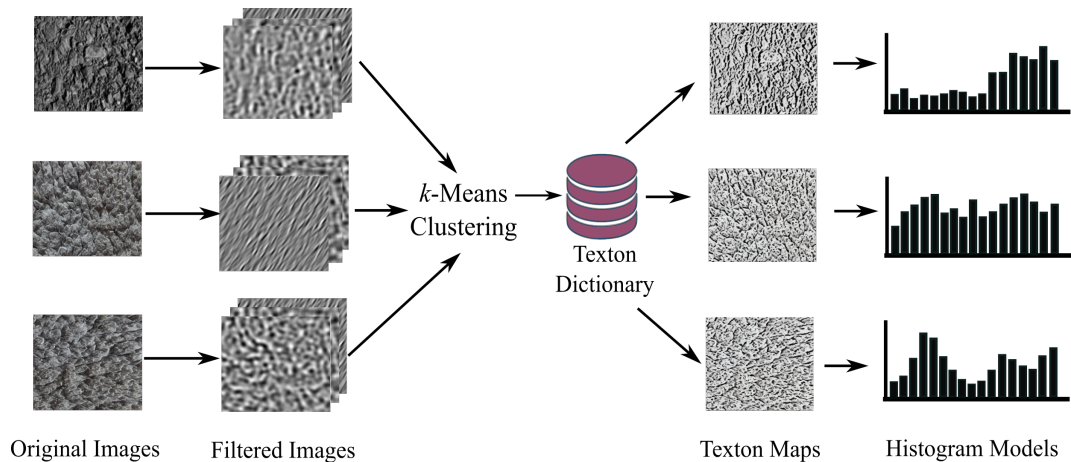 k-Means
Clustering
Texton
Dictionary
Original Images
Filtered Images
Texton Maps
Histogram Models